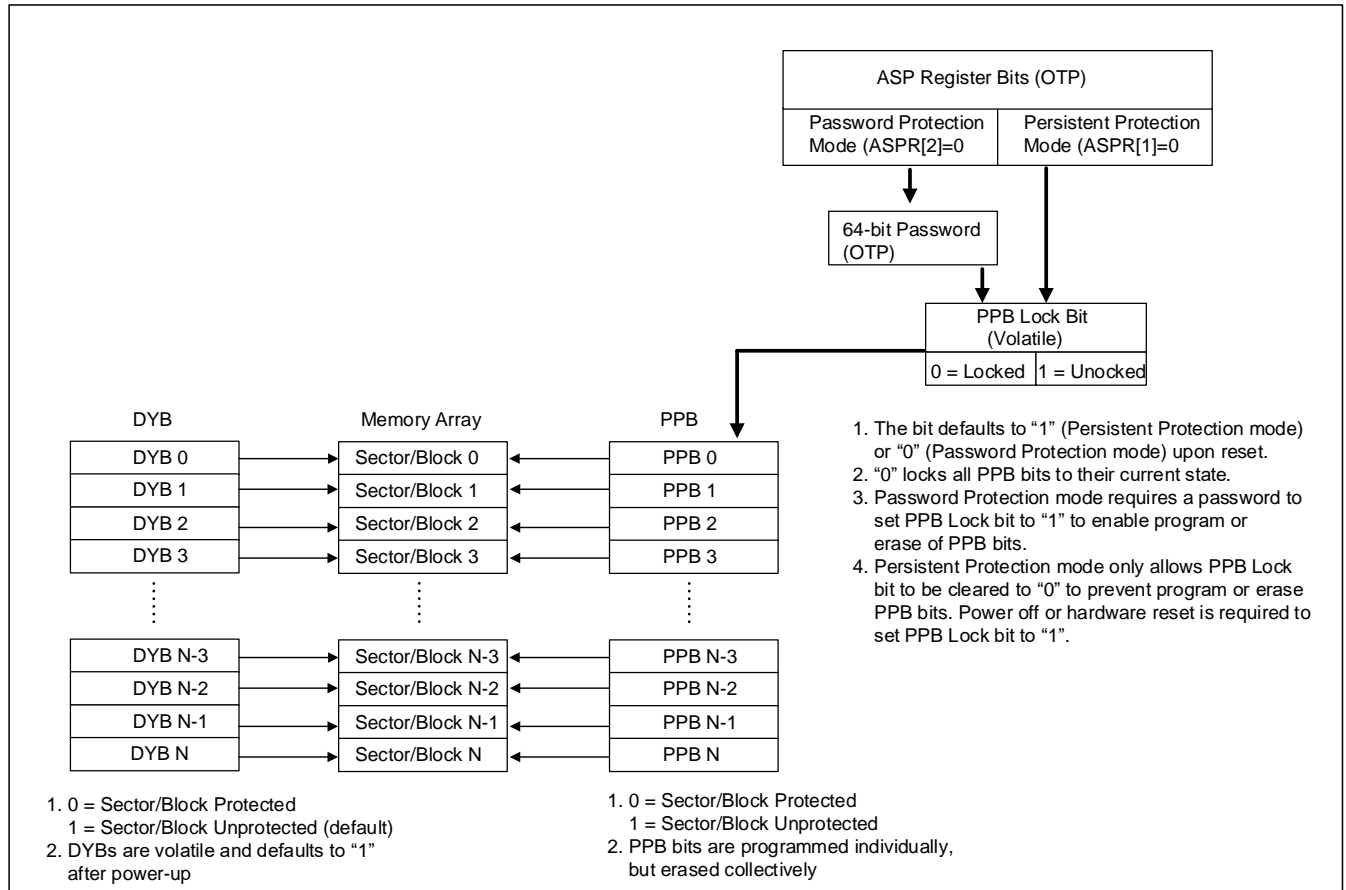 ASP Register Bits (OTP)
Password Protection
Mode (ASPR[2]=0
Persistent Protection
Mode (ASPR[1]=0
64-bit Password
(OTP)
PPB Lock Bit
(Volatile)
0 = Locked
1 = Unocked
1. The bit defaults to “1” (Persistent Protection mode)
or “0” (Password Protection mode) upon reset.
2. “0” locks all PPB bits to their current state.
3. Password Protection mode requires a password to
set PPB Lock bit to “1” to enable program or
erase of PPB bits.
4. Persistent Protection mode only allows PPB Lock
bit to be cleared to “0” to prevent program or erase
PPB bits. Power off or hardware reset is required to
set PPB Lock bit to “1”.
DYB
Memory Array
PPB
DYB 0
Sector/Block 0
PPB 0
DYB 1
Sector/Block 1
PPB 1
DYB 2
Sector/Block 2
PPB 2
DYB 3
Sector/Block 3
PPB 3
DYB N-3
Sector/Block N-3
PPB N-3
DYB N-2
Sector/Block N-2
PPB N-2
DYB N-1
Sector/Block N-1
PPB N-1
DYB N
Sector/Block N
PPB N
1. 0 = Sector/Block Protected
1 = Sector/Block Unprotected (default)
2. DYBs are volatile and defaults to “1”
after power-up
1. 0 = Sector/Block Protected
1 = Sector/Block Unprotected
2. PPB bits are programmed individually,
but erased collectively